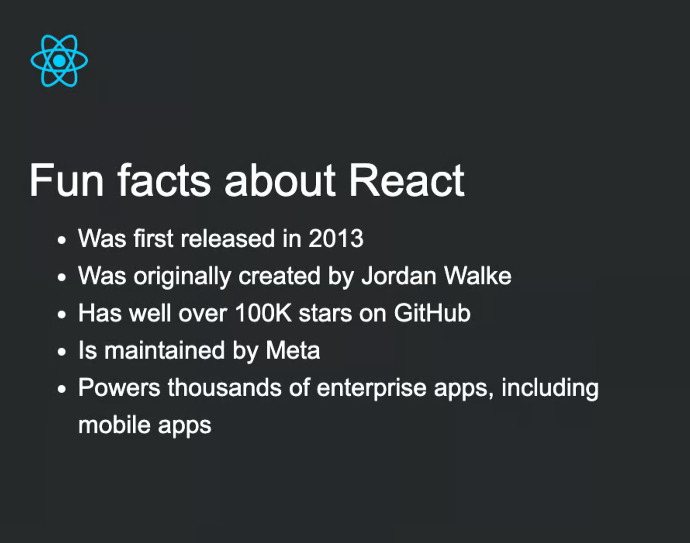 Fun facts about React
• Was first released in 2013
• Was originally created by Jordan Walke
• Has well over 100K stars on GitHub
• Is maintained by Meta
• Powers thousands of enterprise apps, including
mobile apps